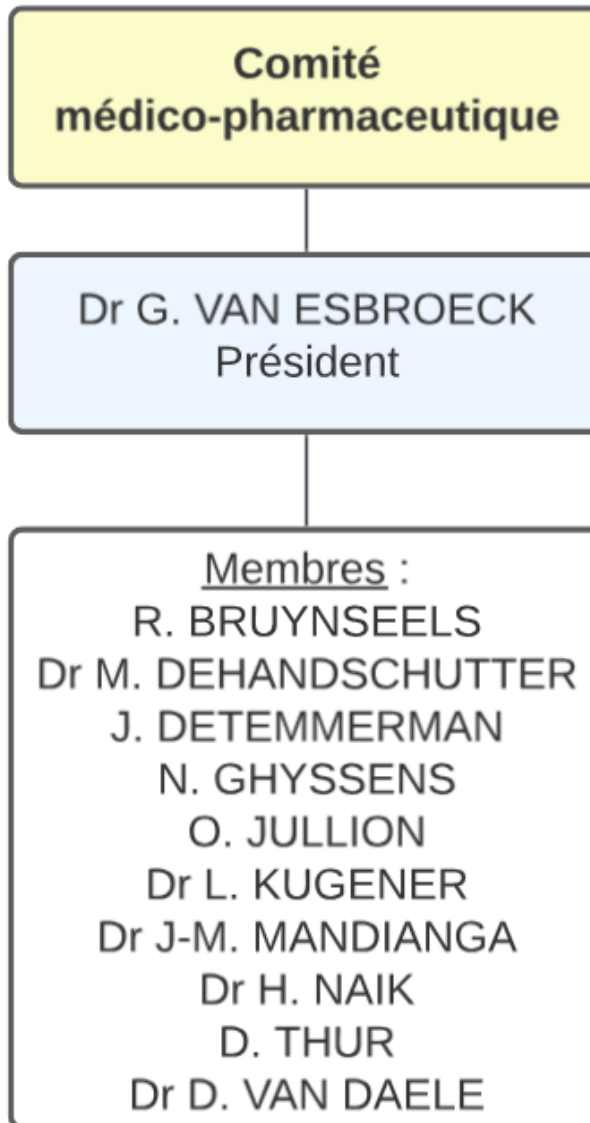 Comité
médico-pharmaceutique
Dr G. VAN ESBROECK
Président
Membres :
R. BRUYNSEELS
Dr M. DEHANDSCHUTTER
J. DETEMMERMAN
N. GHYSSENS
O. JULLION
Dr L. KUGENER
Dr J-M. MANDIANGA
Dr H. NAIK
D. THUR
Dr D. VAN DAELE